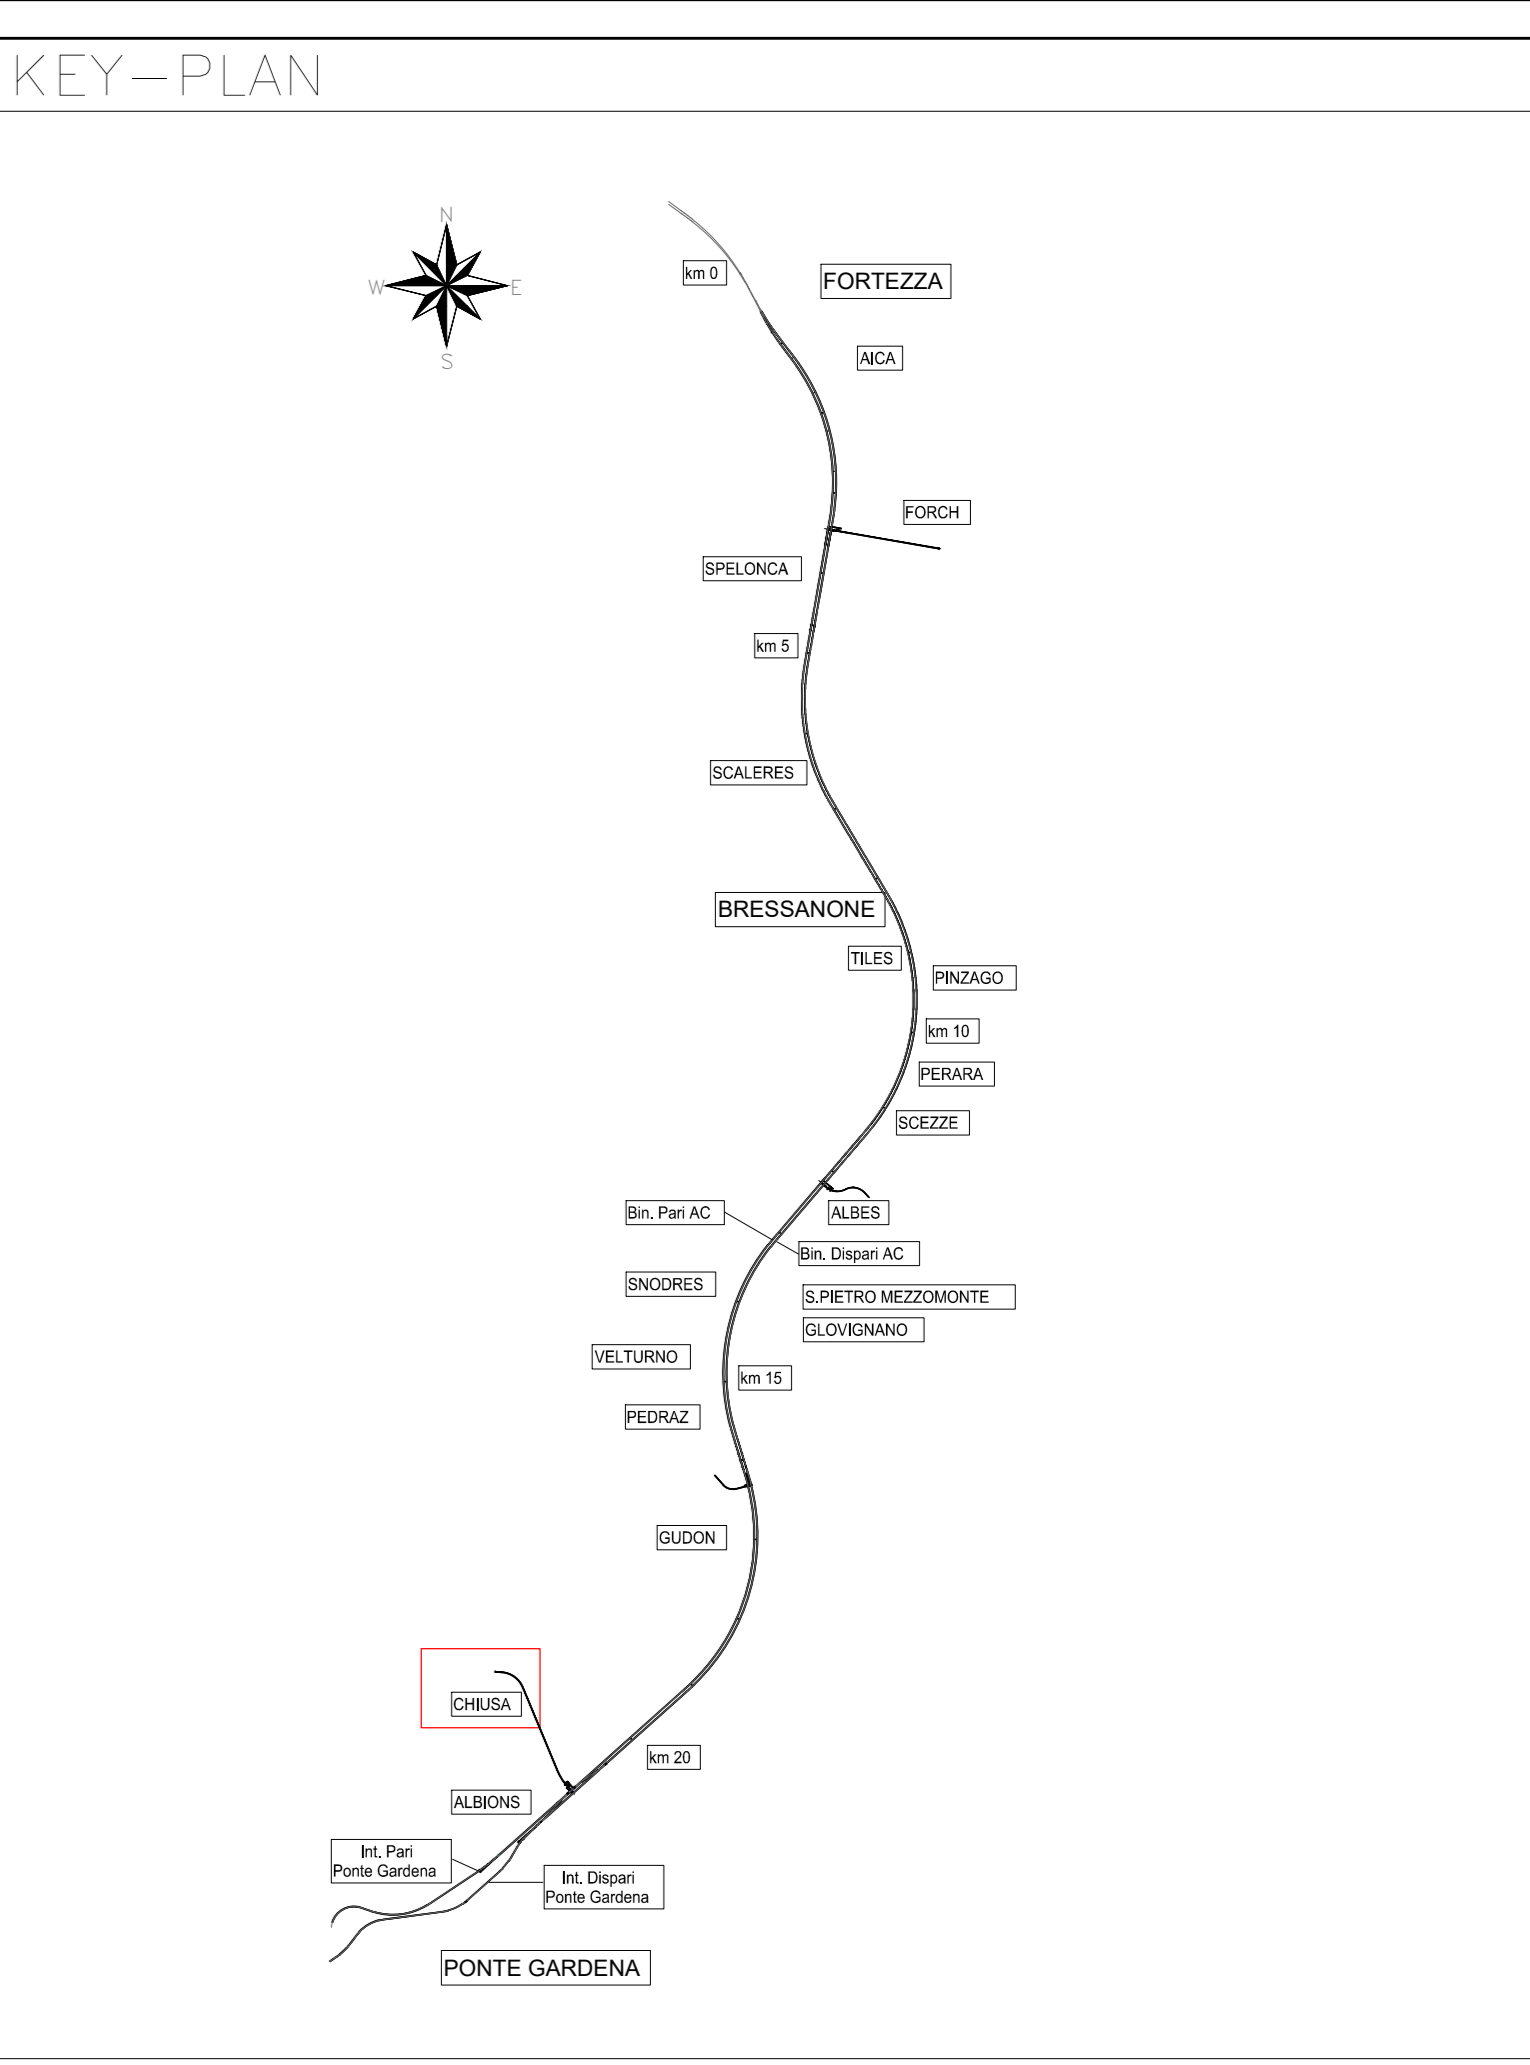 KEY-PLAN
N
W
E
S
km 0
FORTEZZA
AICA
FORCH
SPELONCA
km 5
SCALERES
BRESSANONE
TILES
PINZAGO
km 10
PERARA
SCEZZE
Bin. Pari AC
ALBES
Bin. Dispari AC
SNODRES
S.PIETRO MEZZOMONTE
GLOVIGNANO
VELTURNO
km 15
PEDRAZ
GUDON
CHIUSA
km 20
ALBIONS
Int. Pari
Ponte Gardena
Int. Dispari
Ponte Gardena
PONTE GARDENA